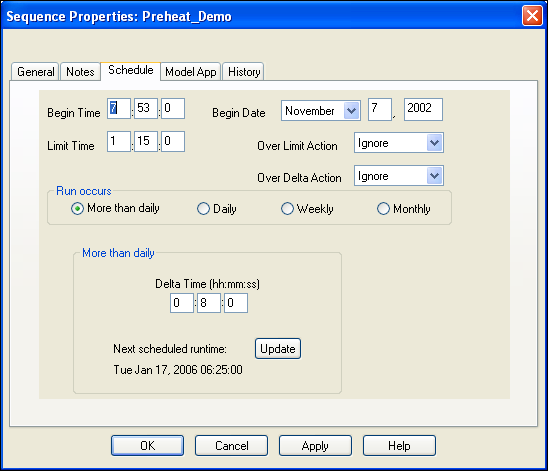 Sequence Properties: Preheat_Demo
General Notes Schedule Model App History
Begin Time 7 : 53 : 0 Begin Date November 7 , 2002
Limit Time 1 : 15 : 0 Over Limit Action Ignore
Over Delta Action Ignore
Run occurs
More than daily Daily Weekly Monthly
More than daily
Delta Time (hh:mm:ss)
0 : 8 : 0
Next scheduled runtime: Update
Tue Jan 17, 2006 06:25:00
OK Cancel Apply Help